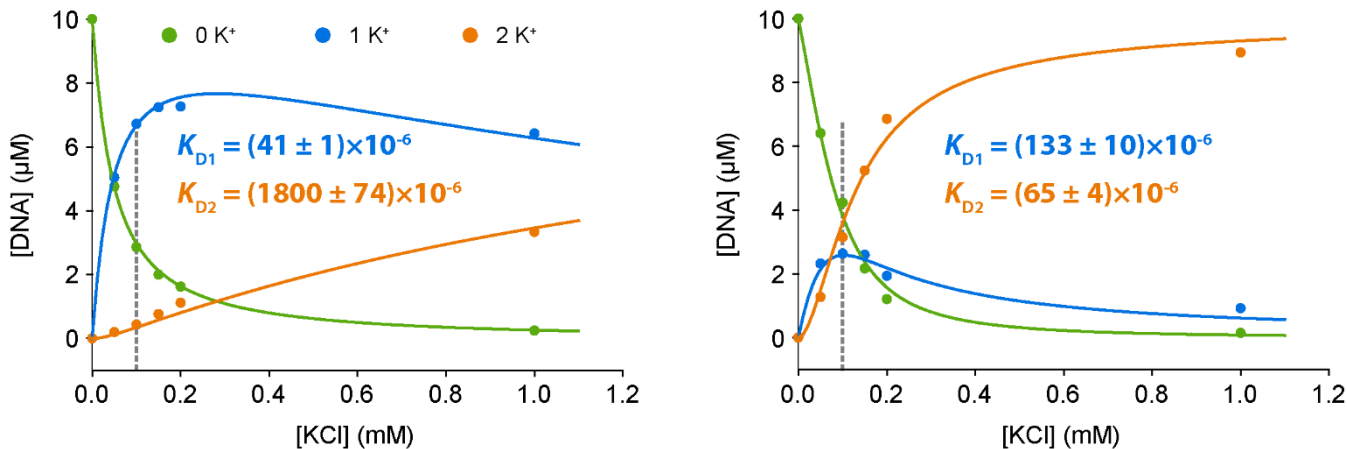 0 K⁺ 1 K⁺ 2 K⁺
[DNA] (µM)
10
8
6
4
2
0
K_D1 = (41 ± 1)×10⁻⁶
K_D2 = (1800 ± 74)×10⁻⁶
0.0 0.2 0.4 0.6 0.8 1.0 1.2
[KCl] (mM)
[DNA] (µM)
10
8
6
4
2
0
K_D1 = (133 ± 10)×10⁻⁶
K_D2 = (65 ± 4)×10⁻⁶
0.0 0.2 0.4 0.6 0.8 1.0 1.2
[KCl] (mM)